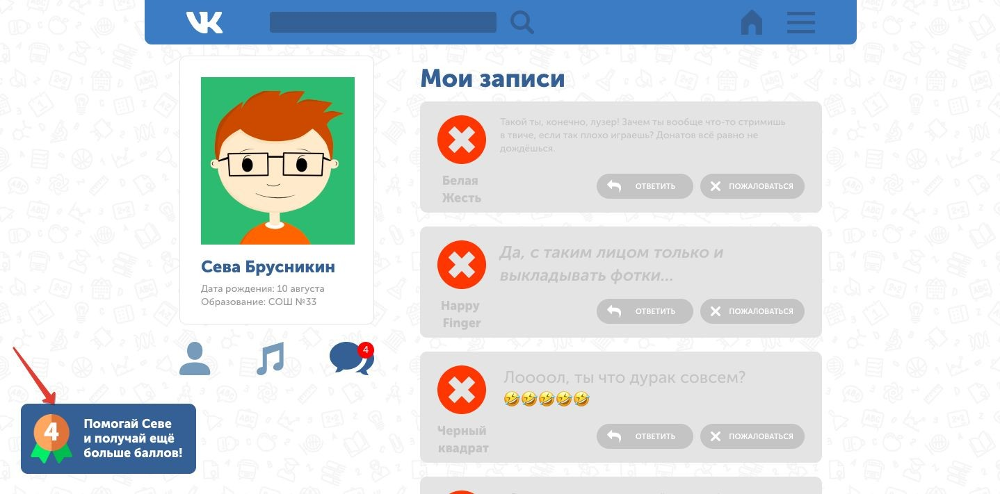 VK
Мои записи
Такой ты, конечно, лузер! Зачем ты вообще что-то стримишь
в твиче, если так плохо играешь? Донатов всё равно не
дождёшься.
Белая
Жесть
ОТВЕТИТЬ
ПОЖАЛОВАТЬСЯ
Сева Брусникин
Дата рождения: 10 августа
Образование: СОШ №33
4
Да, с таким лицом только и
выкладывать фотки...
Happy
Finger
ОТВЕТИТЬ
ПОЖАЛОВАТЬСЯ
Лоооол, ты что дурак совсем?
🤣🤣🤣🤣🤣
Черный
квадрат
ОТВЕТИТЬ
ПОЖАЛОВАТЬСЯ
4
Помогай Севе
и получай ещё
больше баллов!